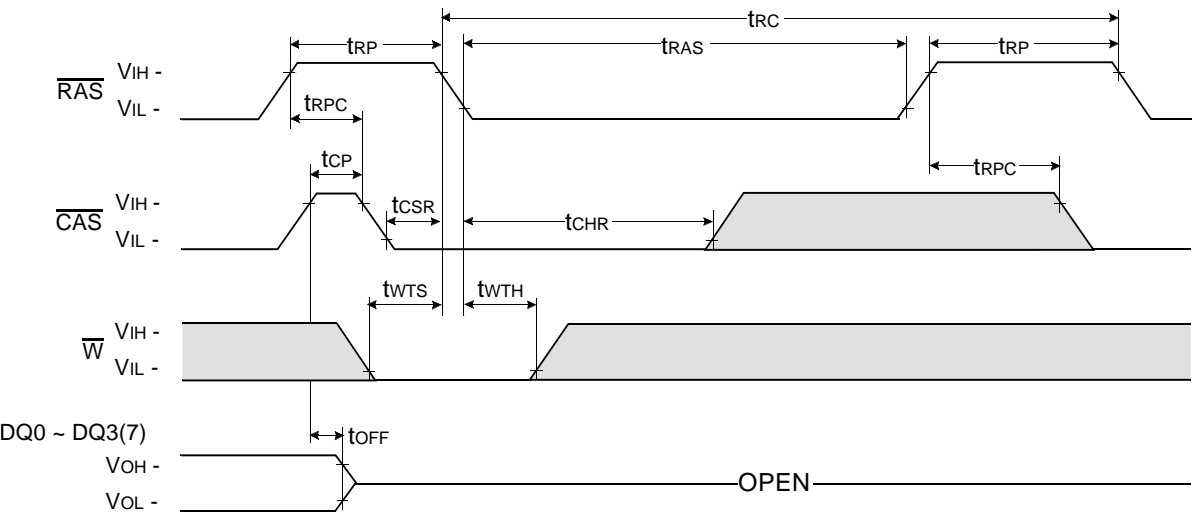 tRC
tRP tRAS tRP
RAS VIH -
VIL -
tRPC
tCP tRPC
CAS VIH -
VIL -
tCSR tCHR
tWTS tWTH
W VIH -
VIL -
DQ0 ~ DQ3(7) tOFF
VOH -
VOL -
OPEN